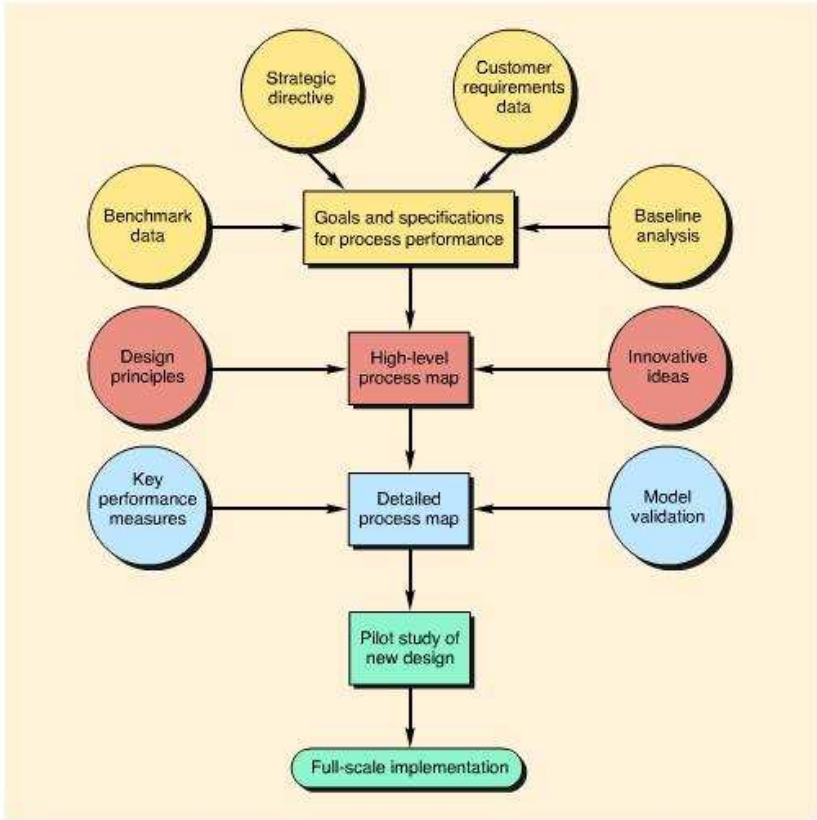 Strategic
directive
Customer
requirements
data
Benchmark
data
Goals and specifications
for process performance
Baseline
analysis
Design
principles
High-level
process map
Innovative
ideas
Key
performance
measures
Detailed
process map
Model
validation
Pilot study of
new design
Full-scale implementation